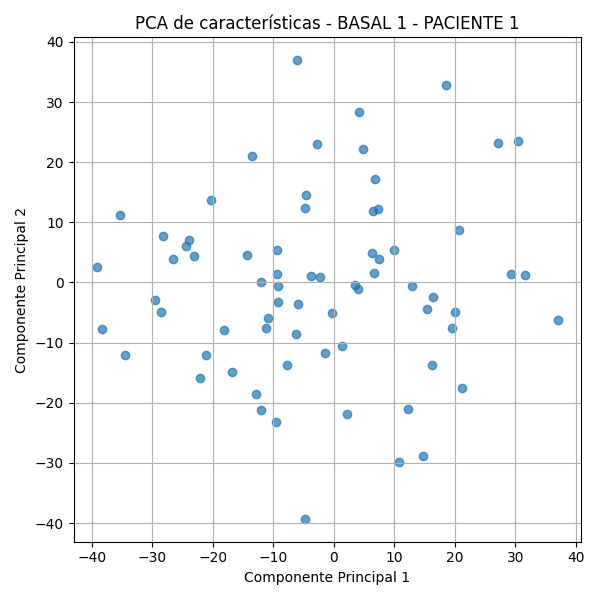 PCA de características - BASAL 1 - PACIENTE 1
40
30
20
10
0
−10
−20
−30
−40
Componente Principal 2
−40 −30 −20 −10 0 10 20 30 40
Componente Principal 1